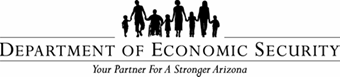 DEPARTMENT OF ECONOMIC SECURITY
Your Partner For A Stronger Arizona